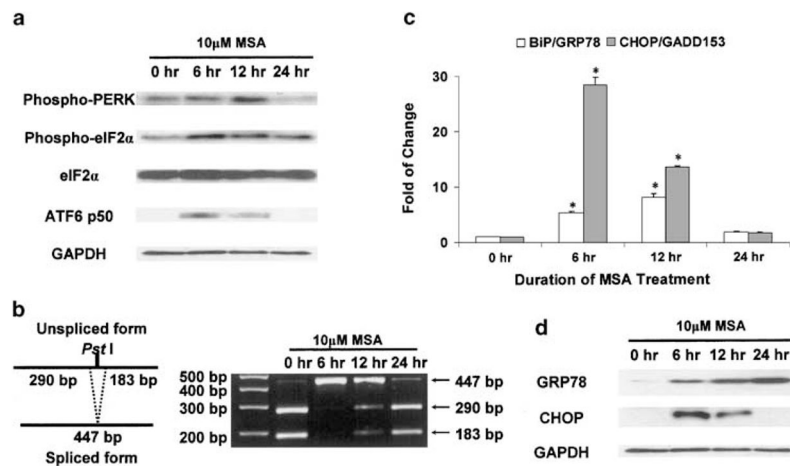 a
10μM MSA
0 hr 6 hr 12 hr 24 hr
Phospho-PERK
Phospho-eIF2α
eIF2α
ATF6 p50
GAPDH
b
Unspliced form
Pst I
290 bp 183 bp
447 bp
Spliced form
10μM MSA
0 hr 6 hr 12 hr 24 hr
500 bp
400 bp
300 bp
200 bp
447 bp
290 bp
183 bp
c
BiP/GRP78 CHOP/GADD153
Fold of Change
30
20
10
0
* * * *
0 hr 6 hr 12 hr 24 hr
Duration of MSA Treatment
d
10μM MSA
0 hr 6 hr 12 hr 24 hr
GRP78
CHOP
GAPDH